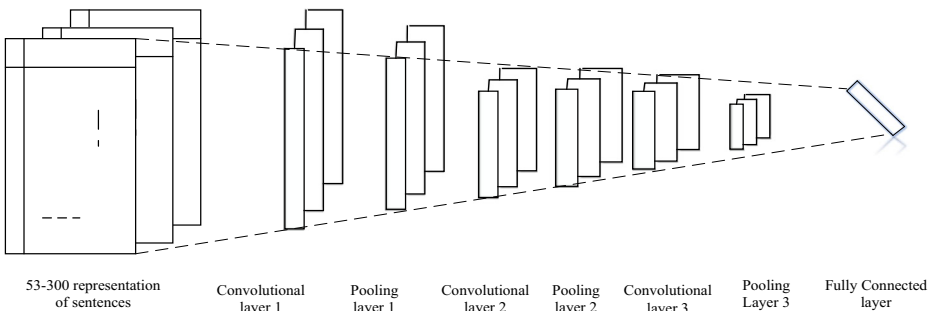 53-300 representation
of sentences
Convolutional
layer 1
Pooling
layer 1
Convolutional
layer 2
Pooling
layer 2
Convolutional
layer 3
Pooling
Layer 3
Fully Connected
layer